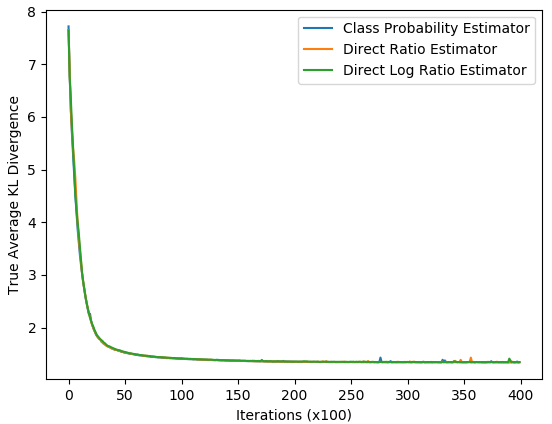 8
7
6
5
4
3
2
True Average KL Divergence
Class Probability Estimator
Direct Ratio Estimator
Direct Log Ratio Estimator
0 50 100 150 200 250 300 350 400
Iterations (x100)